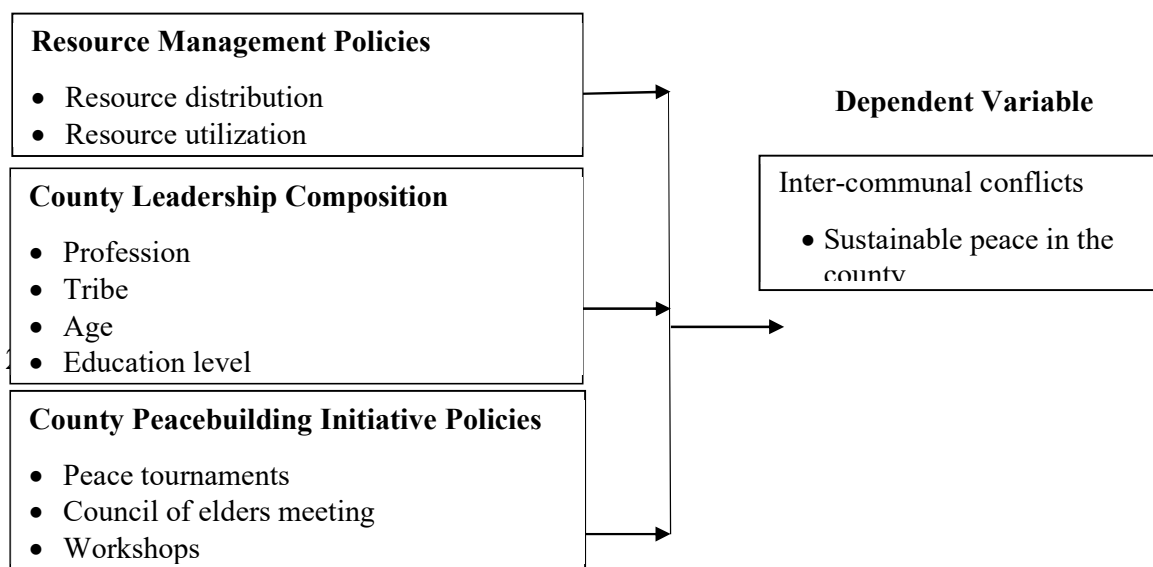 Resource Management Policies
• Resource distribution
• Resource utilization
County Leadership Composition
• Profession
• Tribe
• Age
• Education level
County Peacebuilding Initiative Policies
• Peace tournaments
• Council of elders meeting
• Workshops
Dependent Variable
Inter-communal conflicts
• Sustainable peace in the
county